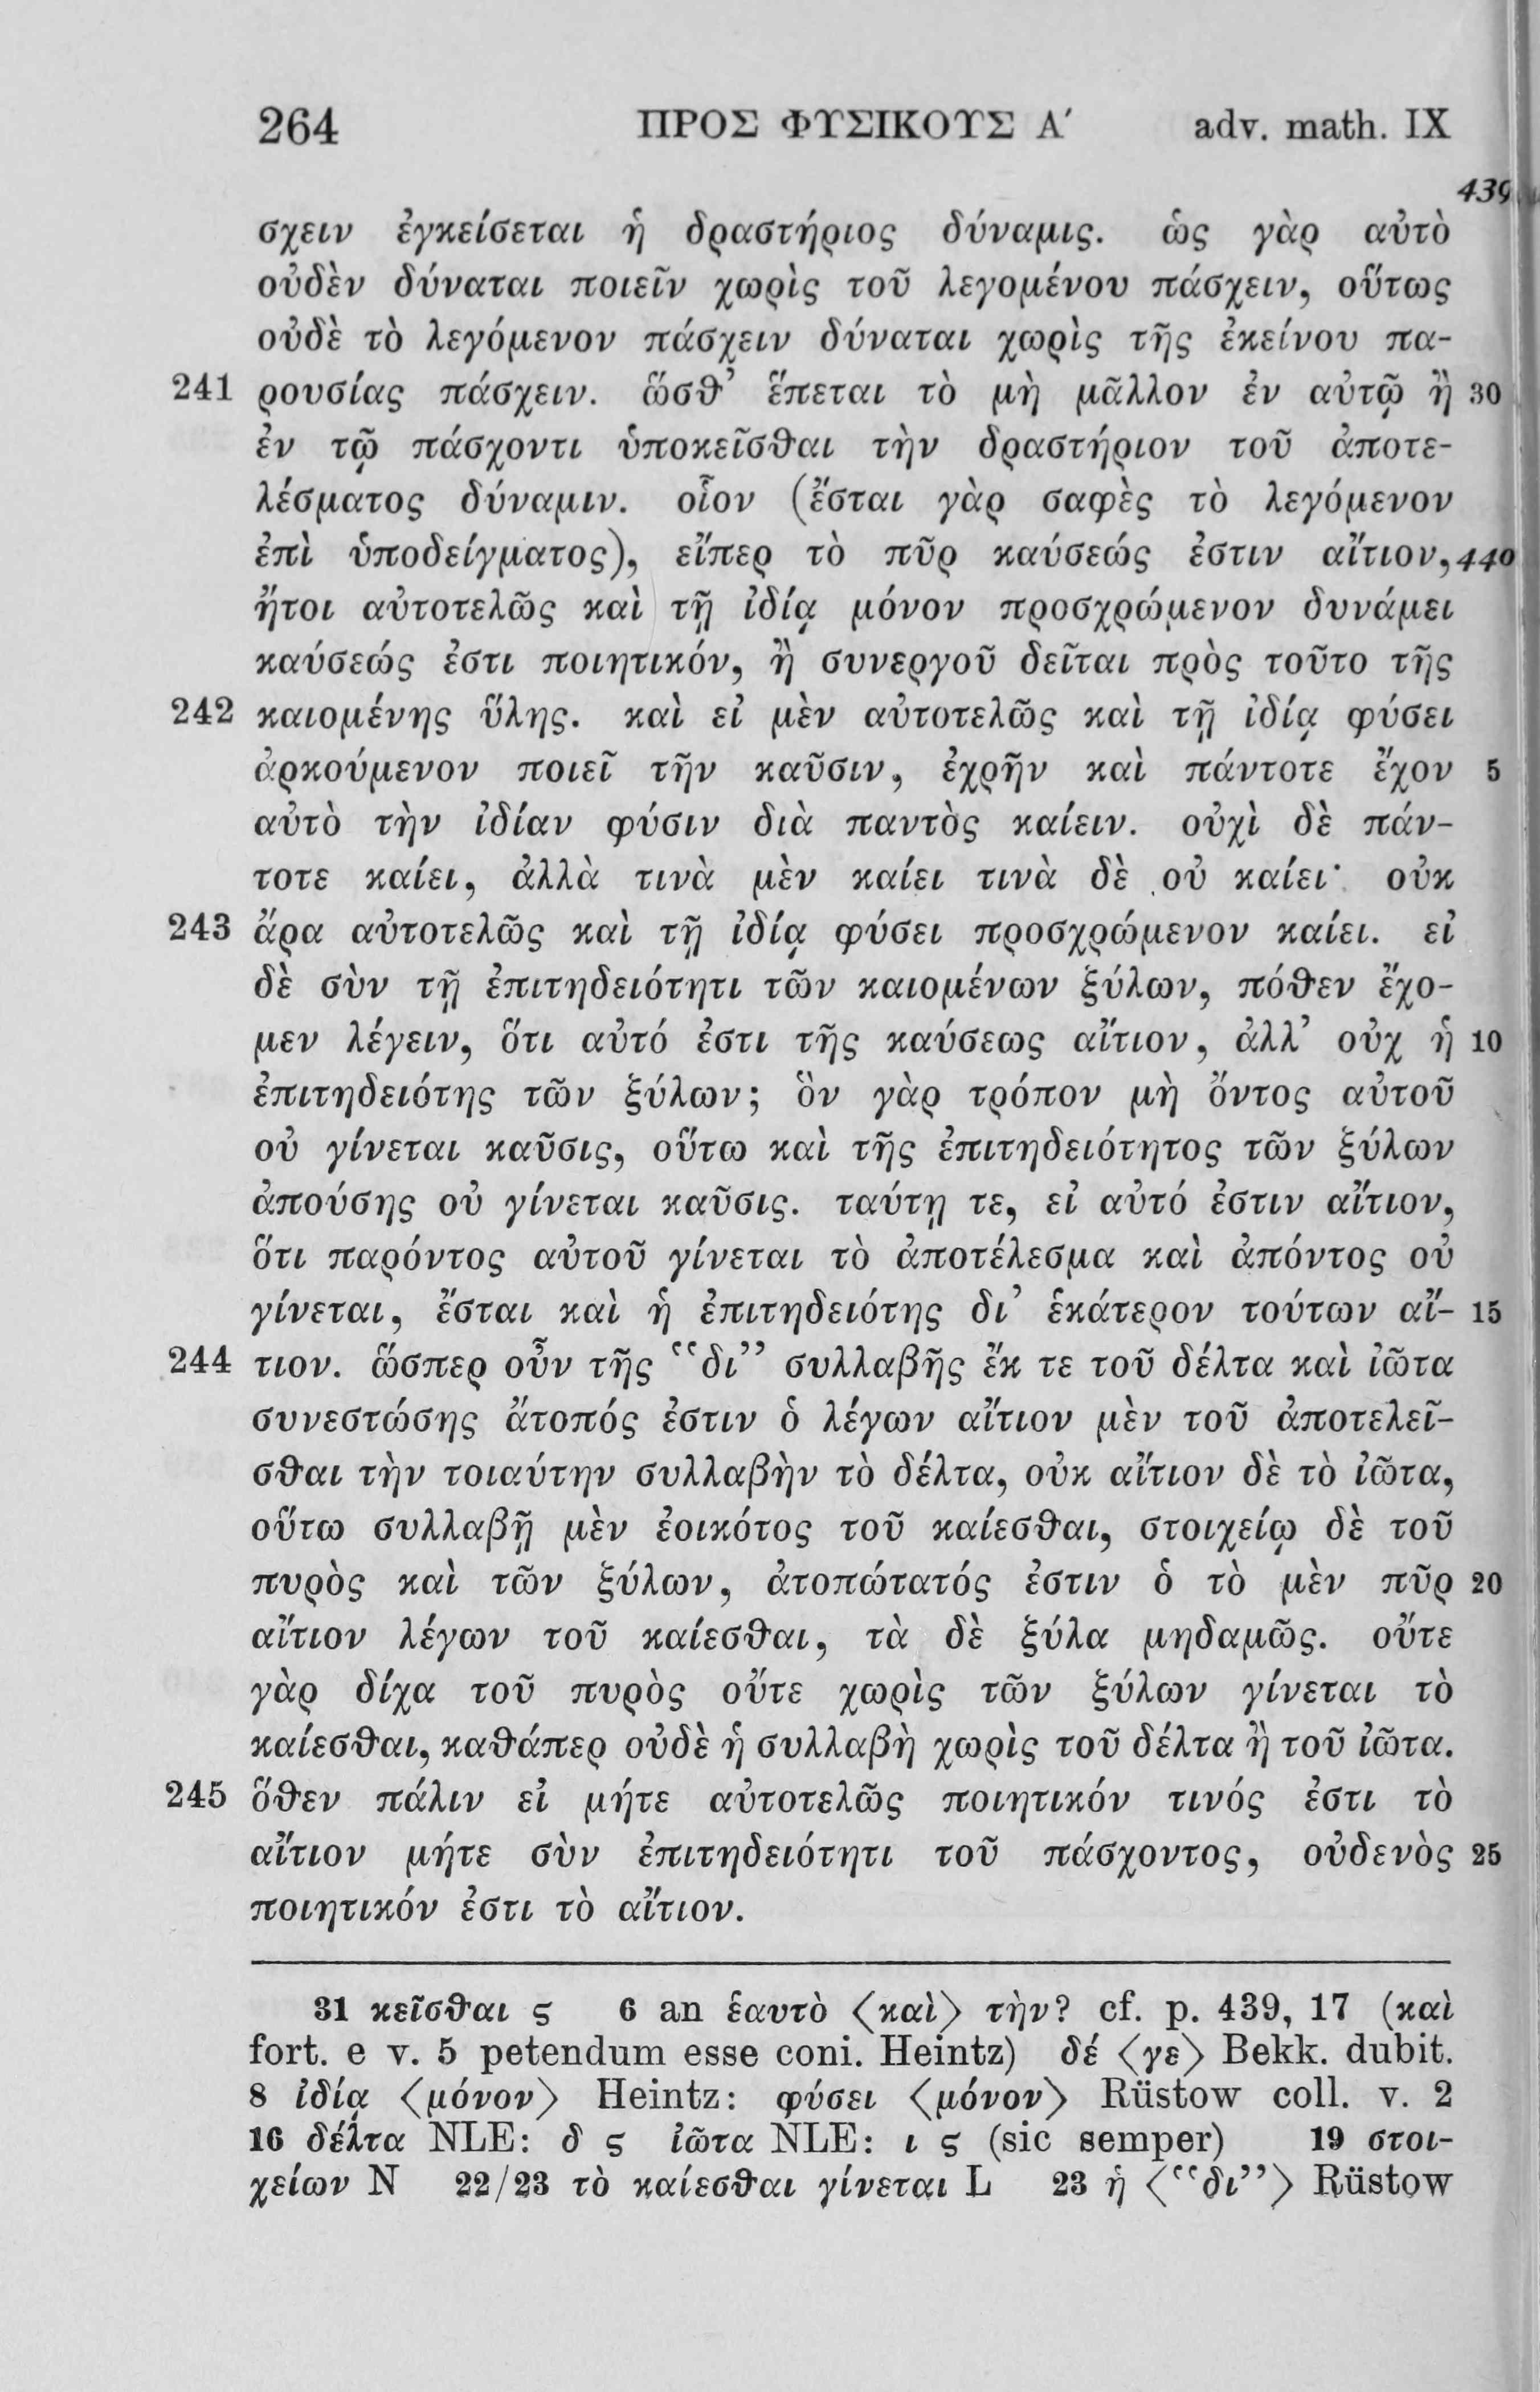 264 ΠΡΟΣ ΦΥΣΙΚΟΥΣ Α΄ adv. math. IX
439
σχειν ἐγκείσεται ἡ δραστήριος δύναμις. ὡς γὰρ αὐτὸ
οὐδὲν δύναται ποιεῖν χωρὶς τοῦ λεγομένου πάσχειν, οὕτως
οὐδὲ τὸ λεγόμενον πάσχειν δύναται χωρὶς τῆς ἐκείνου πα-
241 ρουσίας πάσχειν. ὥσθ’ ἕπεται τὸ μὴ μᾶλλον ἐν αὐτῷ ἢ 30
ἐν τῷ πάσχοντι ὑποκεῖσθαι τὴν δραστήριον τοῦ ἀποτε-
λέσματος δύναμιν. οἷον (ἔσται γὰρ σαφὲς τὸ λεγόμενον
ἐπὶ ὑποδείγματος), εἴπερ τὸ πῦρ καύσεώς ἐστιν αἴτιον, 440
ἤτοι αὐτοτελῶς καὶ τῇ ἰδίᾳ μόνον προσχρώμενον δυνάμει
καύσεώς ἐστι ποιητικόν, ἢ συνεργοῦ δεῖται πρὸς τοῦτο τῆς
242 καιομένης ὕλης. καὶ εἰ μὲν αὐτοτελῶς καὶ τῇ ἰδίᾳ φύσει
ἀρκούμενον ποιεῖ τῆν καῦσιν, ἐχρῆν καὶ πάντοτε ἔχον 5
αὐτὸ τὴν ἰδίαν φύσιν διὰ παντὸς καίειν. οὐχὶ δὲ πάν-
τοτε καίει, ἀλλὰ τινὰ μὲν καίει τινὰ δὲ οὐ καίει· οὐκ
243 ἄρα αὐτοτελῶς καὶ τῇ ἰδίᾳ φύσει προσχρώμενον καίει. εἰ
δὲ σὺν τῇ ἐπιτηδειότητι τῶν καιομένων ξύλων, πόθεν ἔχο-
μεν λέγειν, ὅτι αὐτό ἐστι τῆς καύσεως αἴτιον, ἀλλ’ οὐχ ἡ 10
ἐπιτηδειότης τῶν ξύλων; ὃν γὰρ τρόπον μὴ ὄντος αὐτοῦ
οὐ γίνεται καῦσις, οὕτω καὶ τῆς ἐπιτηδειότητος τῶν ξύλων
ἀπούσης οὐ γίνεται καῦσις. ταύτῃ τε, εἰ αὐτό ἐστιν αἴτιον,
ὅτι παρόντος αὐτοῦ γίνεται τὸ ἀποτέλεσμα καὶ ἀπόντος οὐ
γίνεται, ἔσται καὶ ἡ ἐπιτηδειότης δι’ ἑκάτερον τούτων αἴ- 15
244 τιον. ὥσπερ οὖν τῆς “δι” συλλαβῆς ἔκ τε τοῦ δέλτα καὶ ἰῶτα
συνεστώσης ἄτοπός ἐστιν ὁ λέγων αἴτιον μὲν τοῦ ἀποτελεῖ-
σθαι τὴν τοιαύτην συλλαβὴν τὸ δέλτα, οὐκ αἴτιον δὲ τὸ ἰῶτα,
οὕτω συλλαβῇ μὲν ἐοικότος τοῦ καίεσθαι, στοιχείῳ δὲ τοῦ
πυρὸς καὶ τῶν ξύλων, ἀτοπώτατός ἐστιν ὁ τὸ μὲν πῦρ 20
αἴτιον λέγων τοῦ καίεσθαι, τὰ δὲ ξύλα μηδαμῶς. οὔτε
γὰρ δίχα τοῦ πυρὸς οὔτε χωρὶς τῶν ξύλων γίνεται τὸ
καίεσθαι, καθάπερ οὐδὲ ἡ συλλαβὴ χωρὶς τοῦ δέλτα ἢ τοῦ ἰῶτα.
245 ὅθεν πάλιν εἰ μήτε αὐτοτελῶς ποιητικόν τινός ἐστι τὸ
αἴτιον μήτε σὺν ἐπιτηδειότητι τοῦ πάσχοντος, οὐδενὸς 25
ποιητικόν ἐστι τὸ αἴτιον.
31 κεῖσθαι ς 6 an ἑαυτὸ ⟨καὶ⟩ τὴν? cf. p. 439, 17 (καὶ
fort. e v. 5 petendum esse coni. Heintz) δέ ⟨γε⟩ Bekk. dubit.
8 ἰδίᾳ ⟨μόνον⟩ Heintz: φύσει ⟨μόνον⟩ Rüstow coll. v. 2
16 δέλτα NLE: δ ς ἰῶτα NLE: ι ς (sic semper) 19 στοι-
χείων N 22/23 τὸ καίεσθαι γίνεται L 23 ἡ ⟨“δι”⟩ Rüstow